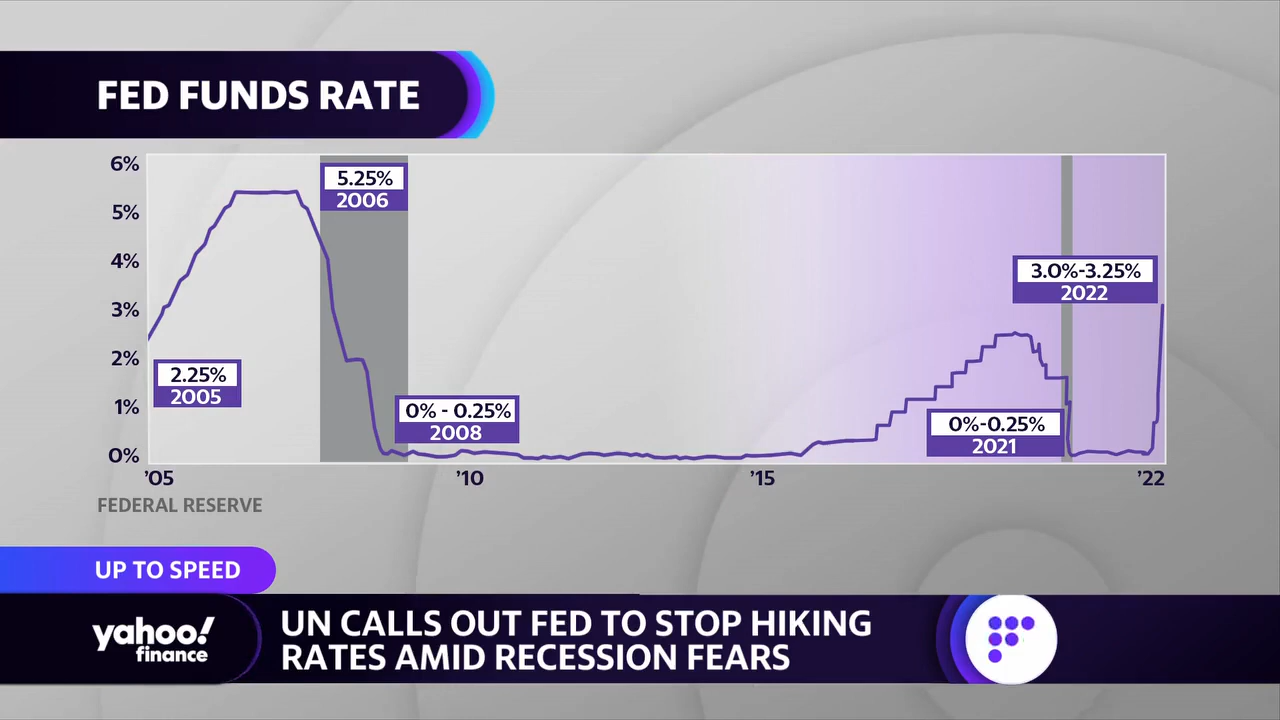 FED FUNDS RATE
6%
5%
4%
3%
2%
1%
0%
5.25%
2006
3.0%-3.25%
2022
2.25%
2005
0% - 0.25%
2008
0%-0.25%
2021
'05
'10
'15
'22
FEDERAL RESERVE
UP TO SPEED
yahoo!
finance
UN CALLS OUT FED TO STOP HIKING
RATES AMID RECESSION FEARS